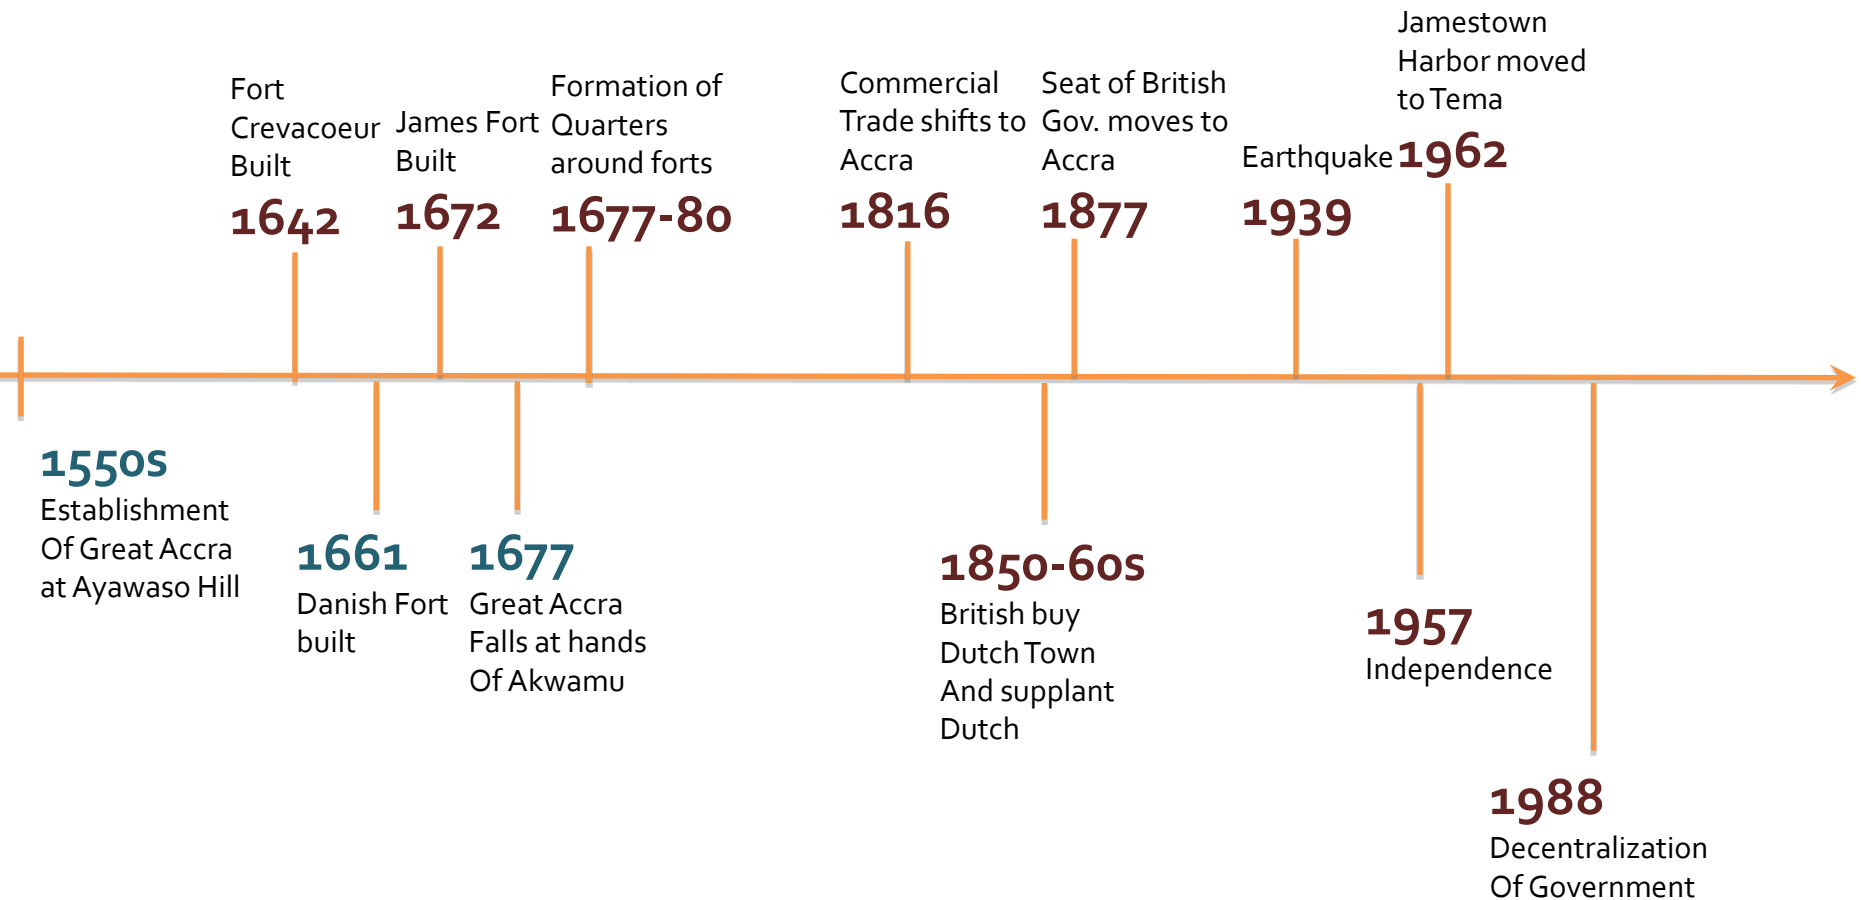 Fort
Crevacoeur
Built
1642
James Fort
Built
1672
Formation of
Quarters
around forts
1677-80
Commercial
Trade shifts to
Accra
1816
Seat of British
Gov. moves to
Accra
1877
Earthquake
1939
Jamestown
Harbor moved
to Tema
1962
1550s
Establishment
Of Great Accra
at Ayawaso Hill
1661
Danish Fort
built
1677
Great Accra
Falls at hands
Of Akwamu
1850-60s
British buy
Dutch Town
And supplant
Dutch
1957
Independence
1988
Decentralization
Of Government